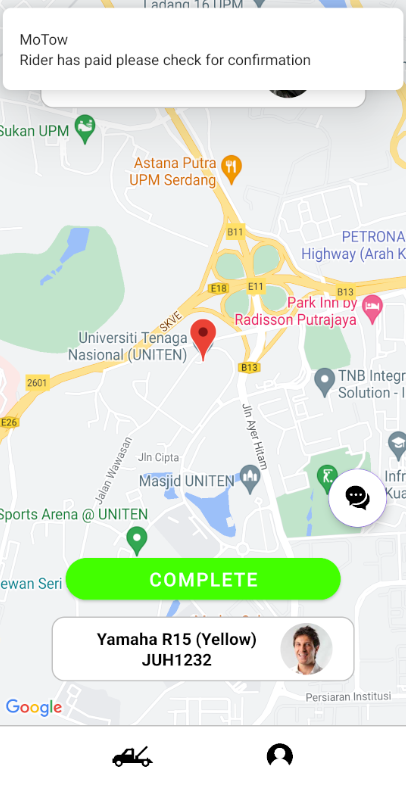 Ladang 16 UPM
MoTow
Rider has paid please check for confirmation
Sukan UPM
Astana Putra
UPM Serdang
B11
PETRONA
Highway (Arah K
E18
E11
B13
SKVE
Park Inn by
Radisson Putrajaya
Universiti Tenaga
Nasional (UNITEN)
B13
2601
TNB Integr
Solution - I
E26
Jln Ayer Hitam
Jln Cipta
Jalan Wawasan
Masjid UNITEN
Infr
Kua
Sports Arena @ UNITEN
COMPLETE
ewan Seri
Yamaha R15 (Yellow)
JUH1232
Persiaran Institusi
Google